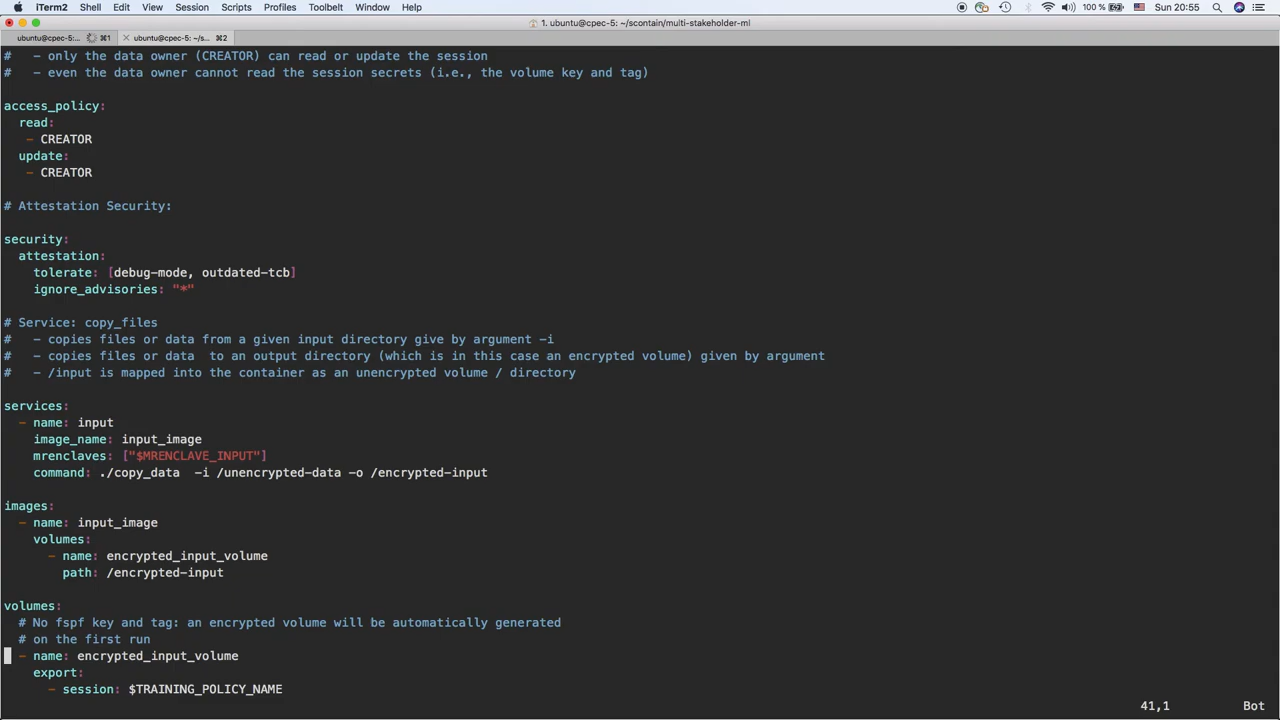 iTerm2 Shell Edit View Session Scripts Profiles Toolbelt Window Help 100 % Sun 20:55
1. ubuntu@cpec-5: ~/scontain/multi-stakeholder-ml
ubuntu@cpec-5:... ⌘1 × ubuntu@cpec-5: ~/s... ⌘2
#   - only the data owner (CREATOR) can read or update the session
#   - even the data owner cannot read the session secrets (i.e., the volume key and tag)
access_policy:
  read:
   - CREATOR
  update:
   - CREATOR
# Attestation Security:
security:
  attestation:
    tolerate: [debug-mode, outdated-tcb]
    ignore_advisories: "*"
# Service: copy_files
#   - copies files or data from a given input directory give by argument -i
#   - copies files or data  to an output directory (which is in this case an encrypted volume) given by argument
#   - /input is mapped into the container as an unencrypted volume / directory
services:
  - name: input
    image_name: input_image
    mrenclaves: ["$MRENCLAVE_INPUT"]
    command: ./copy_data  -i /unencrypted-data -o /encrypted-input
images:
  - name: input_image
    volumes:
      - name: encrypted_input_volume
        path: /encrypted-input
volumes:
  # No fspf key and tag: an encrypted volume will be automatically generated
  # on the first run
  - name: encrypted_input_volume
    export:
      - session: $TRAINING_POLICY_NAME
41,1 Bot